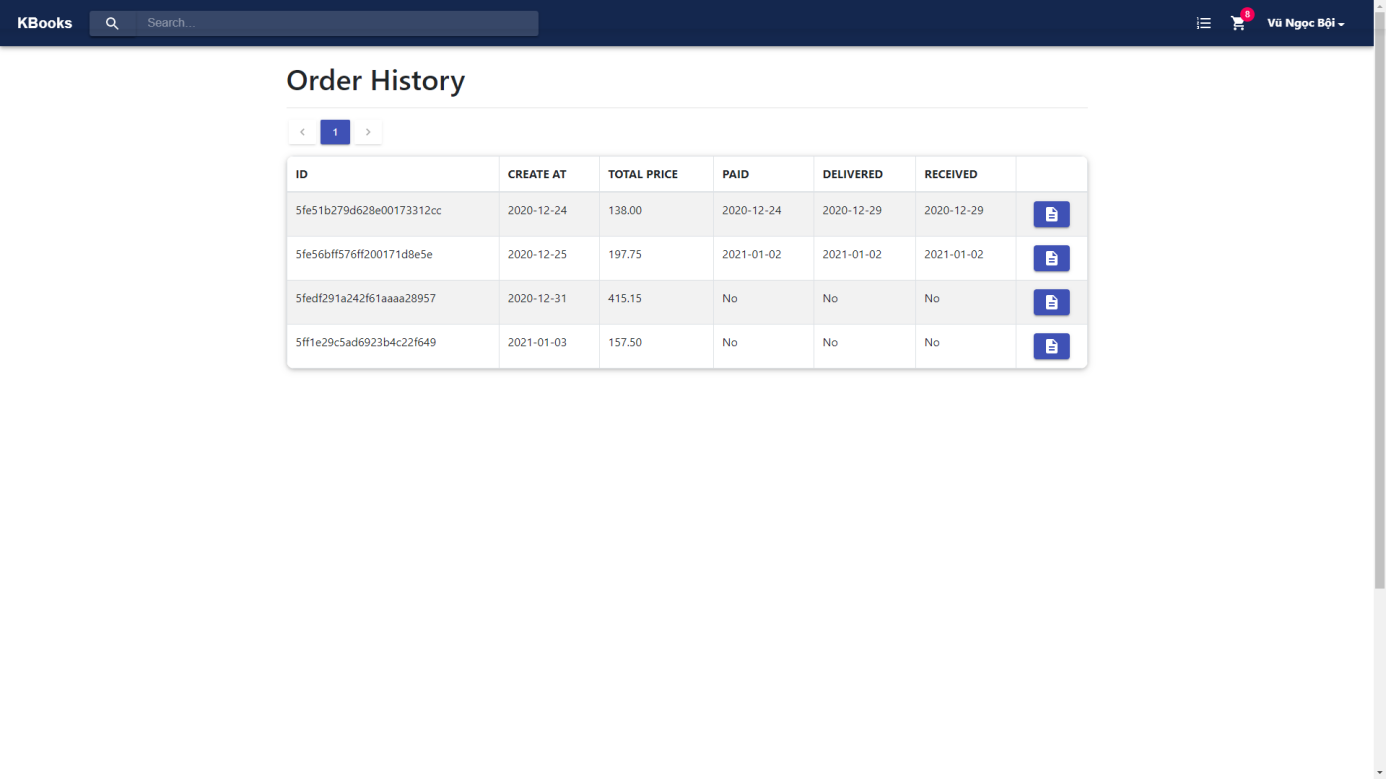 KBooks Search... 8 Vũ Ngọc Bội
Order History
1
ID CREATE AT TOTAL PRICE PAID DELIVERED RECEIVED
5fe51b279d628e00173312cc 2020-12-24 138.00 2020-12-24 2020-12-29 2020-12-29
5fe56bff576ff200171d8e5e 2020-12-25 197.75 2021-01-02 2021-01-02 2021-01-02
5fedf291a242f61aaaa28957 2020-12-31 415.15 No No No
5ff1e29c5ad6923b4c22f649 2021-01-03 157.50 No No No